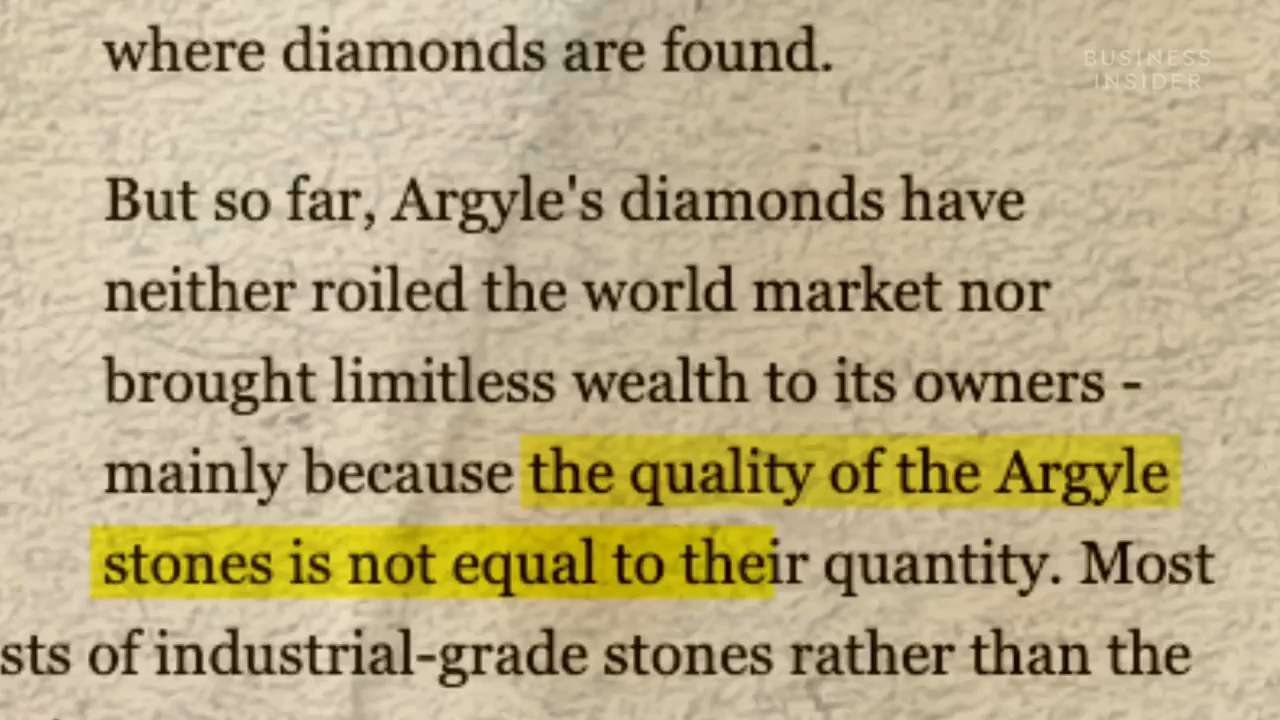 where diamonds are found.
BUSINESS
INSIDER
But so far, Argyle's diamonds have
neither roiled the world market nor
brought limitless wealth to its owners -
mainly because the quality of the Argyle
stones is not equal to their quantity. Most
sts of industrial-grade stones rather than the